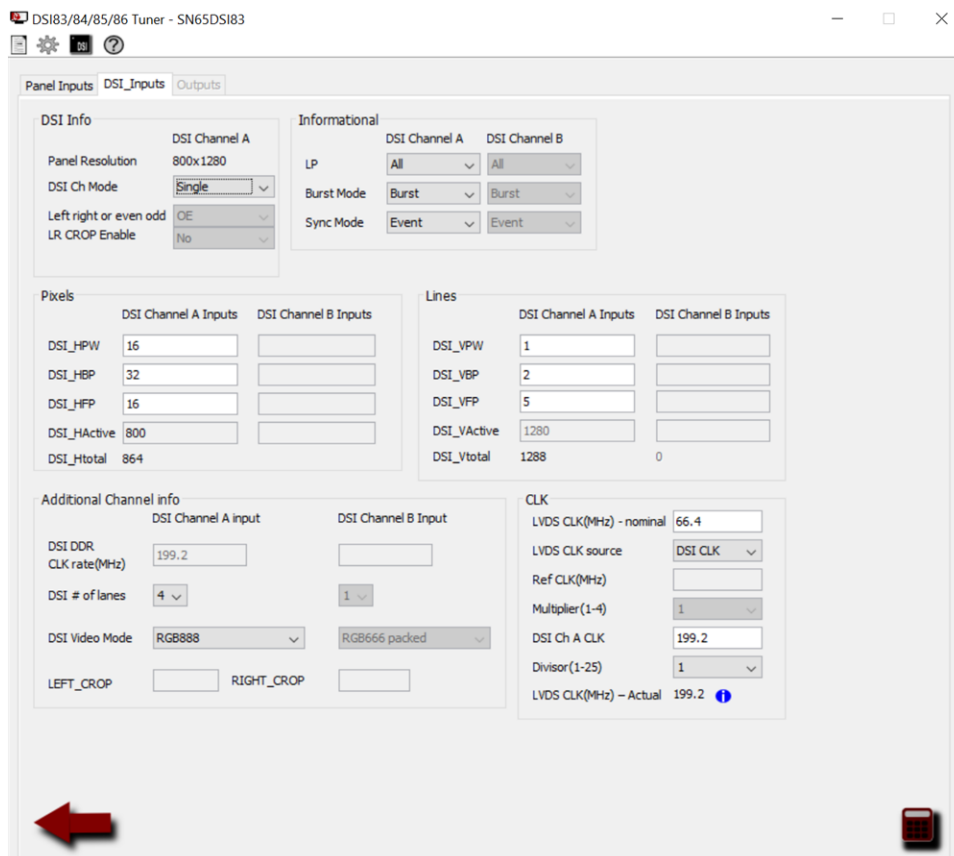 DSI83/84/85/86 Tuner - SN65DSI83
DSI
Panel Inputs DSI_Inputs Outputs
DSI Info
DSI Channel A
Panel Resolution 800x1280
DSI Ch Mode Single
Left right or even odd OE
LR CROP Enable No
Informational
DSI Channel A DSI Channel B
LP All All
Burst Mode Burst Burst
Sync Mode Event Event
Pixels
DSI Channel A Inputs DSI Channel B Inputs
DSI_HPW 16
DSI_HBP 32
DSI_HFP 16
DSI_HActive 800
DSI_Htotal 864
Lines
DSI Channel A Inputs DSI Channel B Inputs
DSI_VPW 1
DSI_VBP 2
DSI_VFP 5
DSI_VActive 1280
DSI_Vtotal 1288 0
Additional Channel info
DSI Channel A input DSI Channel B Input
DSI DDR
CLK rate(MHz) 199.2
DSI # of lanes 4 1
DSI Video Mode RGB888 RGB666 packed
LEFT_CROP RIGHT_CROP
CLK
LVDS CLK(MHz) - nominal 66.4
LVDS CLK source DSI CLK
Ref CLK(MHz)
Multiplier(1-4) 1
DSI Ch A CLK 199.2
Divisor(1-25) 1
LVDS CLK(MHz) – Actual 199.2